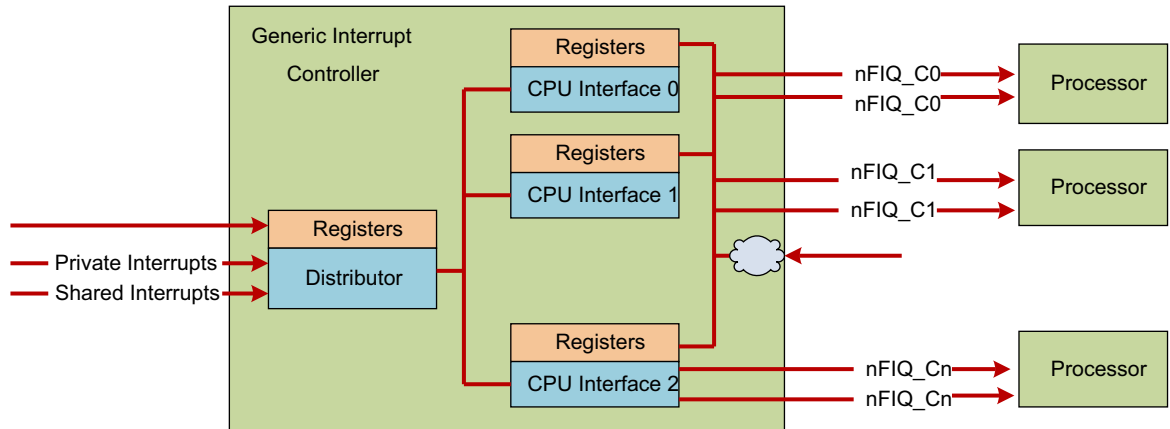 Generic Interrupt
Controller
Registers
CPU Interface 0
Registers
CPU Interface 1
Registers
Distributor
Private Interrupts
Shared Interrupts
Registers
CPU Interface 2
nFIQ_C0
nFIQ_C0
Processor
nFIQ_C1
nFIQ_C1
Processor
nFIQ_Cn
nFIQ_Cn
Processor